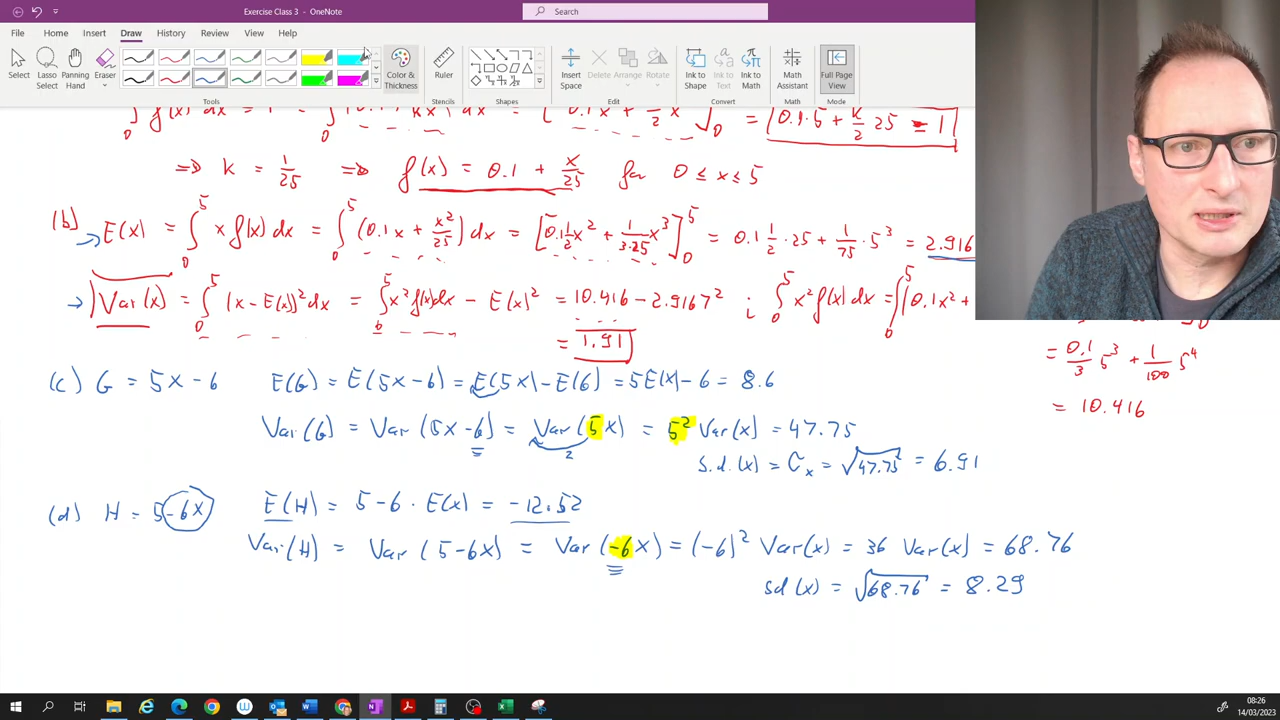 Exercise Class 3 - OneNote
Search
File Home Insert Draw History Review View Help
Select Lasso Select Panning Hand Eraser
Color & Thickness
Ruler
Insert Space Delete Arrange Rotate
Ink to Shape Ink to Text Ink to Math
Math Assistant
Full Page View
Tools Stencils Shapes Edit Convert Math Mode
= 0.1·5 + k/2 25 = 1
⇒ k = 1/25 ⇒ f(x) = 0.1 + x/25 for 0 ≤ x ≤ 5
(b) → E(x) = ∫₀⁵ x f(x) dx = ∫₀⁵ (0.1x + x²/25) dx = [0.1 1/2 x² + 1/3·25 x³]₀⁵ = 0.1 1/2 · 25 + 1/75 · 5³ = 2.916
→ Var(x) = ∫₀⁵ (x - E(x))² dx = ∫₀⁵ x² f(x) dx - E(x)² = 10.416 - 2.9167² ; ∫₀⁵ x² f(x) dx = ∫₀⁵ (0.1x² +
= 1.91
= 0.1/3 5³ + 1/100 5⁴
= 10.416
(c) G = 5x - 6 E(G) = E(5x - 6) = E(5x) - E(6) = 5E(x) - 6 = 8.6
Var(G) = Var(5x - 6) = Var(5x) = 5² Var(x) = 47.75
2
s.d.(x) = σₓ = √47.75 = 6.91
(d) H = 5 - 6x E(H) = 5 - 6 · E(x) = -12.52
Var(H) = Var(5 - 6x) = Var(-6x) = (-6)² Var(x) = 36 Var(x) = 68.76
sd(x) = √68.76 = 8.29
08:26
14/03/2023